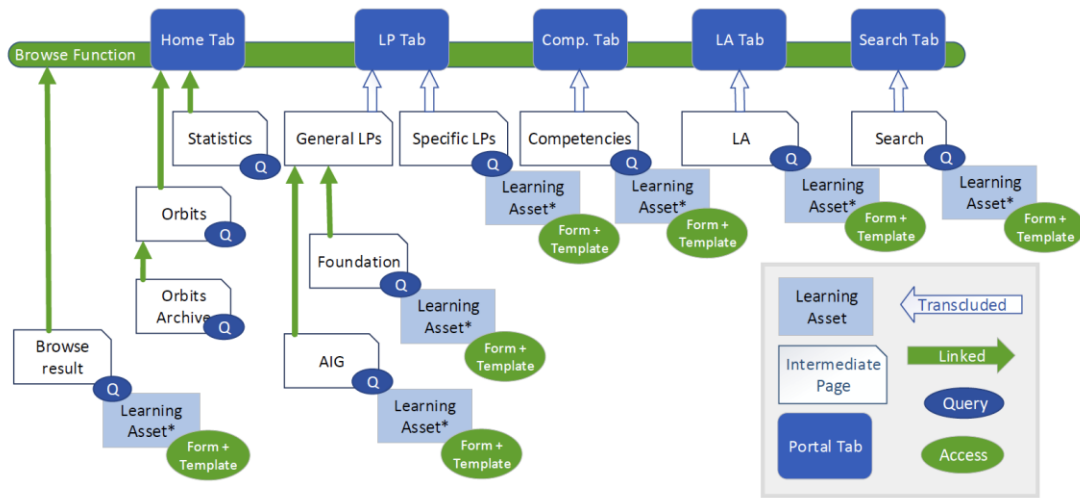 Browse Function
Home Tab
LP Tab
Comp. Tab
LA Tab
Search Tab
Statistics
Q
General LPs
Specific LPs
Q
Learning
Asset*
Form +
Template
Competencies
Q
Learning
Asset*
Form +
Template
LA
Q
Learning
Asset*
Form +
Template
Search
Q
Learning
Asset*
Form +
Template
Orbits
Q
Foundation
Q
Learning
Asset*
Form +
Template
Orbits
Archive
Q
Browse
result
Q
Learning
Asset*
Form +
Template
AIG
Q
Learning
Asset*
Form +
Template
Learning
Asset
Transcluded
Intermediate
Page
Linked
Query
Portal Tab
Access